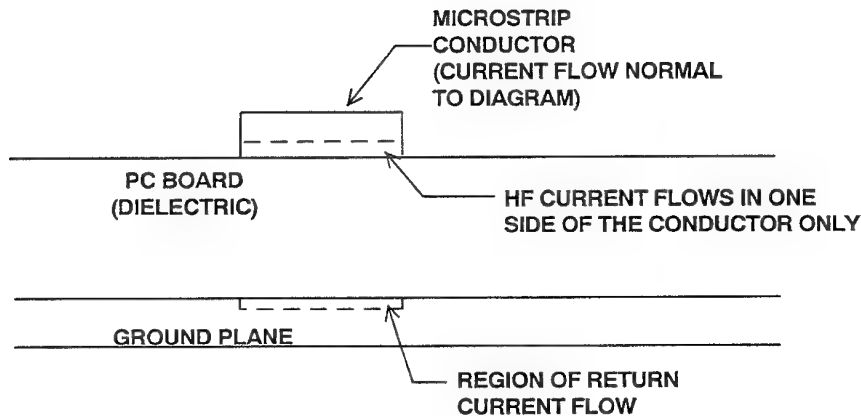 MICROSTRIP
CONDUCTOR
(CURRENT FLOW NORMAL
TO DIAGRAM)
PC BOARD
(DIELECTRIC)
HF CURRENT FLOWS IN ONE
SIDE OF THE CONDUCTOR ONLY
GROUND PLANE
REGION OF RETURN
CURRENT FLOW